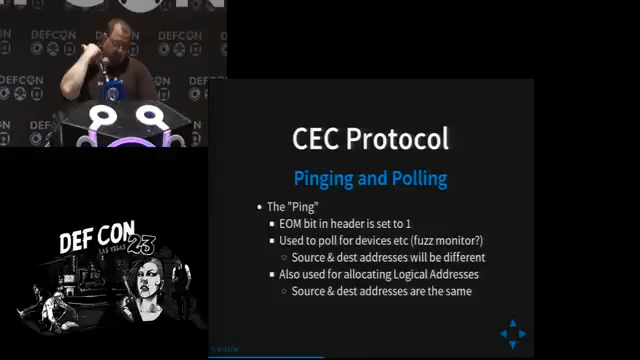 DEFCON
DEF CON
LAS VEGAS
23
CEC Protocol
Pinging and Polling
The "Ping"
EOM bit in header is set to 1
Used to poll for devices etc (fuzz monitor?)
Source & dest addresses will be different
Also used for allocating Logical Addresses
Source & dest addresses are the same